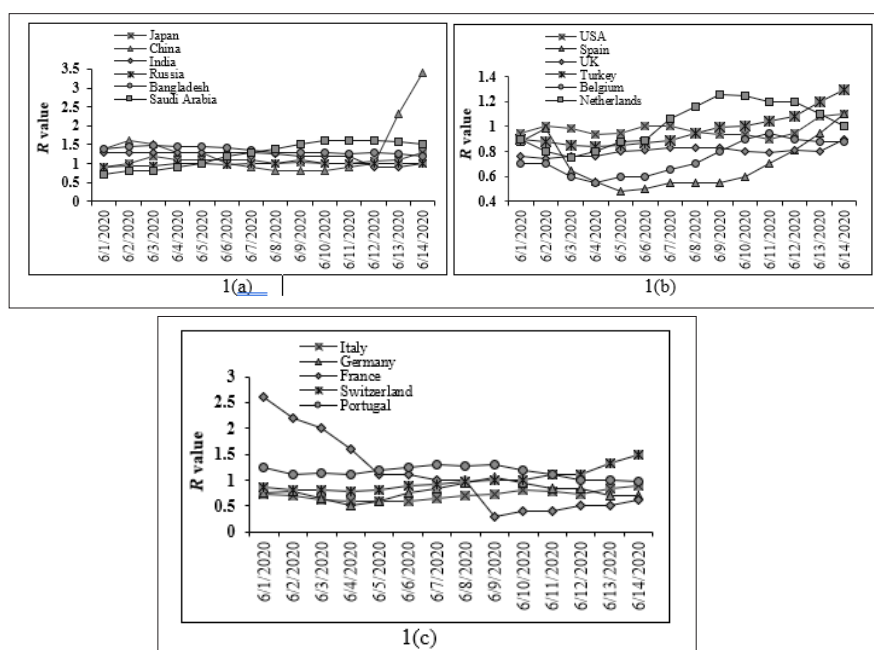 Japan
China
India
Russia
Bangladesh
Saudi Arabia
R value
3.5
3
2.5
2
1.5
1
0.5
0
6/1/2020
6/2/2020
6/3/2020
6/4/2020
6/5/2020
6/6/2020
6/7/2020
6/8/2020
6/9/2020
6/10/2020
6/11/2020
6/12/2020
6/13/2020
6/14/2020
1(a)
USA
Spain
UK
Turkey
Belgium
Netherlands
R value
1.4
1.2
1
0.8
0.6
0.4
6/1/2020
6/2/2020
6/3/2020
6/4/2020
6/5/2020
6/6/2020
6/7/2020
6/8/2020
6/9/2020
6/10/2020
6/11/2020
6/12/2020
6/13/2020
6/14/2020
1(b)
Italy
Germany
France
Switzerland
Portugal
R value
3
2.5
2
1.5
1
0.5
0
6/1/2020
6/2/2020
6/3/2020
6/4/2020
6/5/2020
6/6/2020
6/7/2020
6/8/2020
6/9/2020
6/10/2020
6/11/2020
6/12/2020
6/13/2020
6/14/2020
1(c)